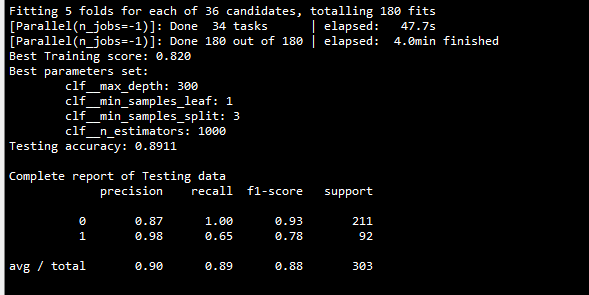 Fitting 5 folds for each of 36 candidates, totalling 180 fits
[Parallel(n_jobs=-1)]: Done  34 tasks      | elapsed:   47.7s
[Parallel(n_jobs=-1)]: Done 180 out of 180 | elapsed:  4.0min finished
Best Training score: 0.820
Best parameters set:
        clf__max_depth: 300
        clf__min_samples_leaf: 1
        clf__min_samples_split: 3
        clf__n_estimators: 1000
Testing accuracy: 0.8911
Complete report of Testing data
             precision    recall  f1-score   support
          0       0.87      1.00      0.93       211
          1       0.98      0.65      0.78        92
avg / total       0.90      0.89      0.88       303